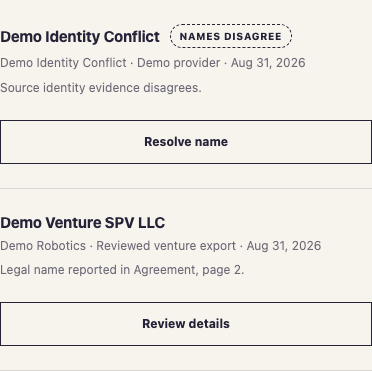 Demo Identity Conflict NAMES DISAGREE
Demo Identity Conflict · Demo provider · Aug 31, 2026
Source identity evidence disagrees.
Resolve name
Demo Venture SPV LLC
Demo Robotics · Reviewed venture export · Aug 31, 2026
Legal name reported in Agreement, page 2.
Review details